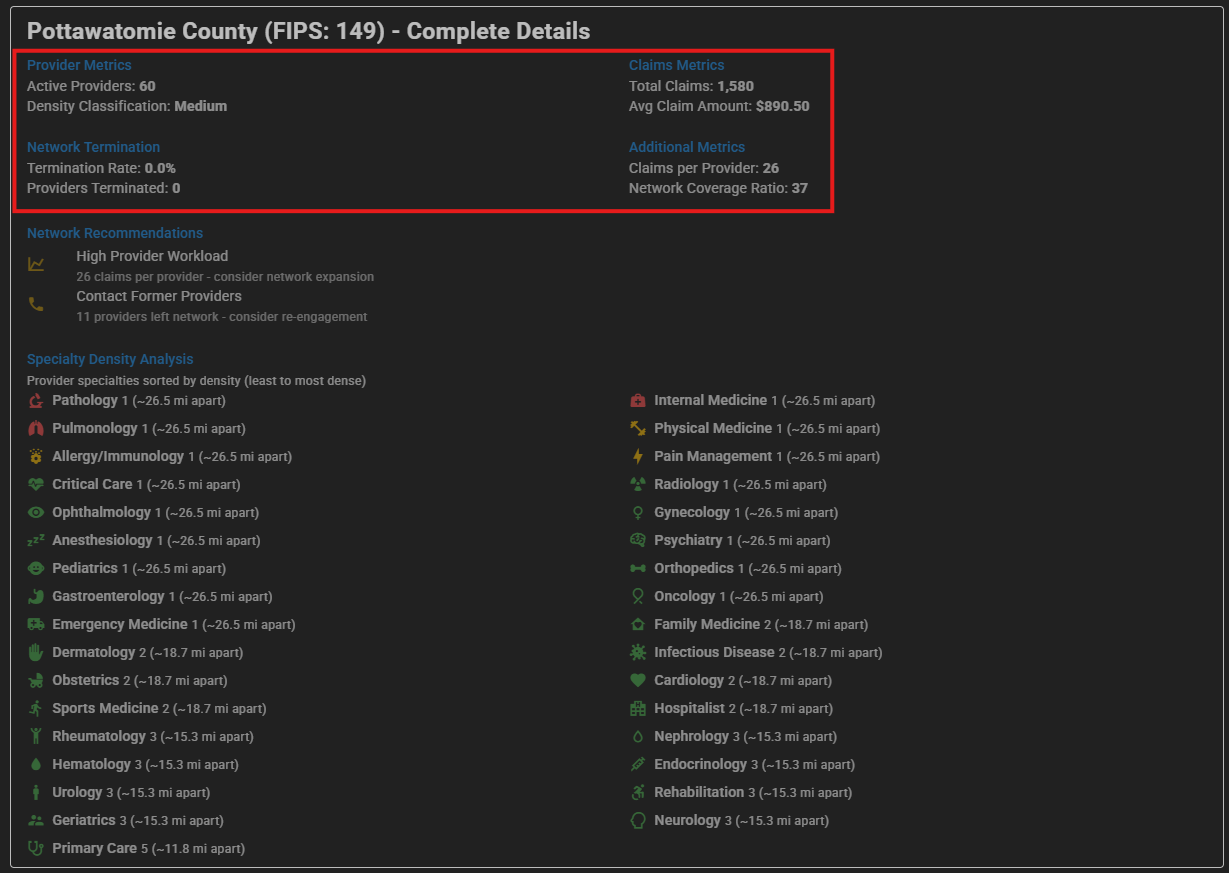 Pottawatomie County (FIPS: 149) - Complete Details
Provider Metrics
Active Providers: 60
Density Classification: Medium
Claims Metrics
Total Claims: 1,580
Avg Claim Amount: $890.50
Network Termination
Termination Rate: 0.0%
Providers Terminated: 0
Additional Metrics
Claims per Provider: 26
Network Coverage Ratio: 37
Network Recommendations
High Provider Workload
26 claims per provider - consider network expansion
Contact Former Providers
11 providers left network - consider re-engagement
Specialty Density Analysis
Provider specialties sorted by density (least to most dense)
Pathology 1 (~26.5 mi apart)
Internal Medicine 1 (~26.5 mi apart)
Pulmonology 1 (~26.5 mi apart)
Physical Medicine 1 (~26.5 mi apart)
Allergy/Immunology 1 (~26.5 mi apart)
Pain Management 1 (~26.5 mi apart)
Critical Care 1 (~26.5 mi apart)
Radiology 1 (~26.5 mi apart)
Ophthalmology 1 (~26.5 mi apart)
Gynecology 1 (~26.5 mi apart)
Anesthesiology 1 (~26.5 mi apart)
Psychiatry 1 (~26.5 mi apart)
Pediatrics 1 (~26.5 mi apart)
Orthopedics 1 (~26.5 mi apart)
Gastroenterology 1 (~26.5 mi apart)
Oncology 1 (~26.5 mi apart)
Emergency Medicine 1 (~26.5 mi apart)
Family Medicine 2 (~18.7 mi apart)
Dermatology 2 (~18.7 mi apart)
Infectious Disease 2 (~18.7 mi apart)
Obstetrics 2 (~18.7 mi apart)
Cardiology 2 (~18.7 mi apart)
Sports Medicine 2 (~18.7 mi apart)
Hospitalist 2 (~18.7 mi apart)
Rheumatology 3 (~15.3 mi apart)
Nephrology 3 (~15.3 mi apart)
Hematology 3 (~15.3 mi apart)
Endocrinology 3 (~15.3 mi apart)
Urology 3 (~15.3 mi apart)
Rehabilitation 3 (~15.3 mi apart)
Geriatrics 3 (~15.3 mi apart)
Neurology 3 (~15.3 mi apart)
Primary Care 5 (~11.8 mi apart)